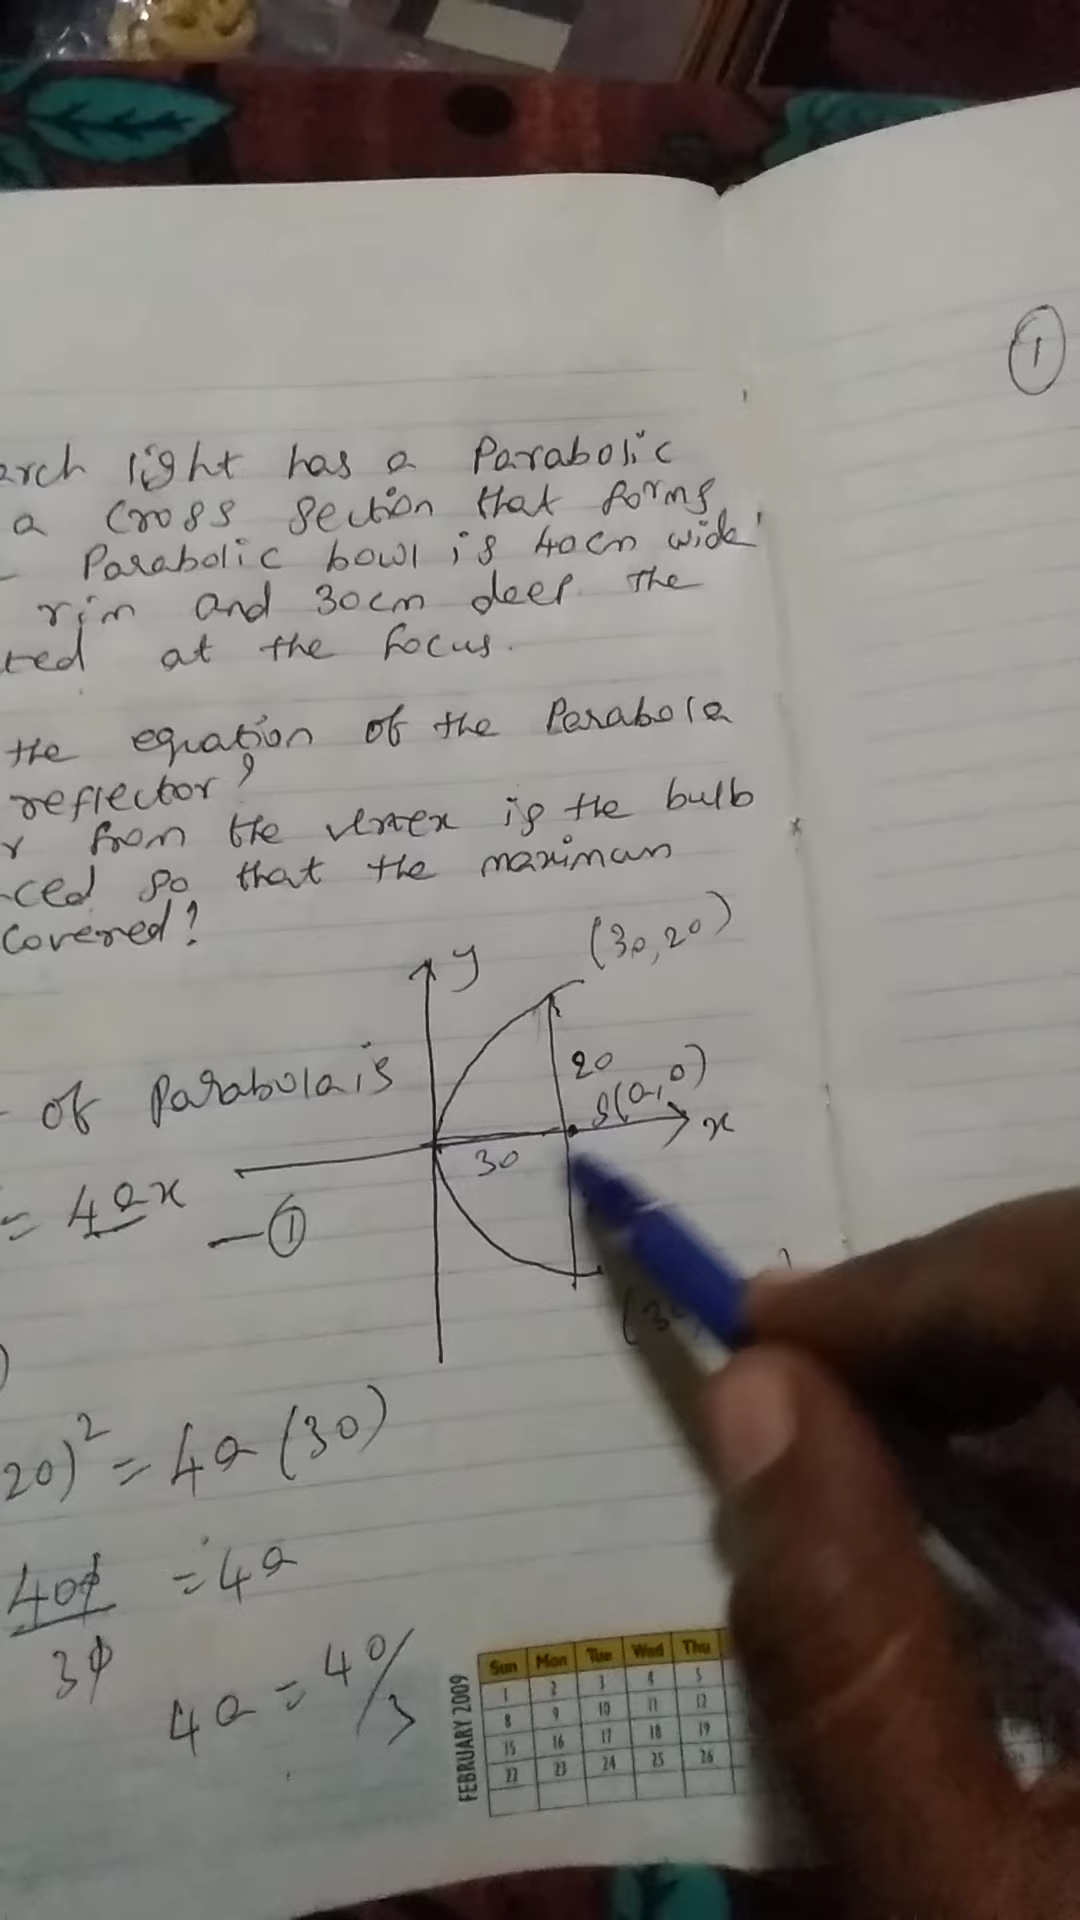 ①
arch light has a Parabolic
a cross section that forms
Parabolic bowl is 40cm wide
rim and 30cm deep the
ted at the focus.
the equation of the Parabola
reflector?
r from the vertex is the bulb
ced so that the maximum
covered?
(30,20)
y
20
S(a,0)
x
30
of Parabola is
= 4ax
—①
(30,
20)² = 4a(30)
400/30 = 4a
4a = 40/3
FEBRUARY 2009
Sun Mon Tue Wed Thu
1 2 3 4 5
8 9 10 11 12
15 16 17 18 19
22 23 24 25 26